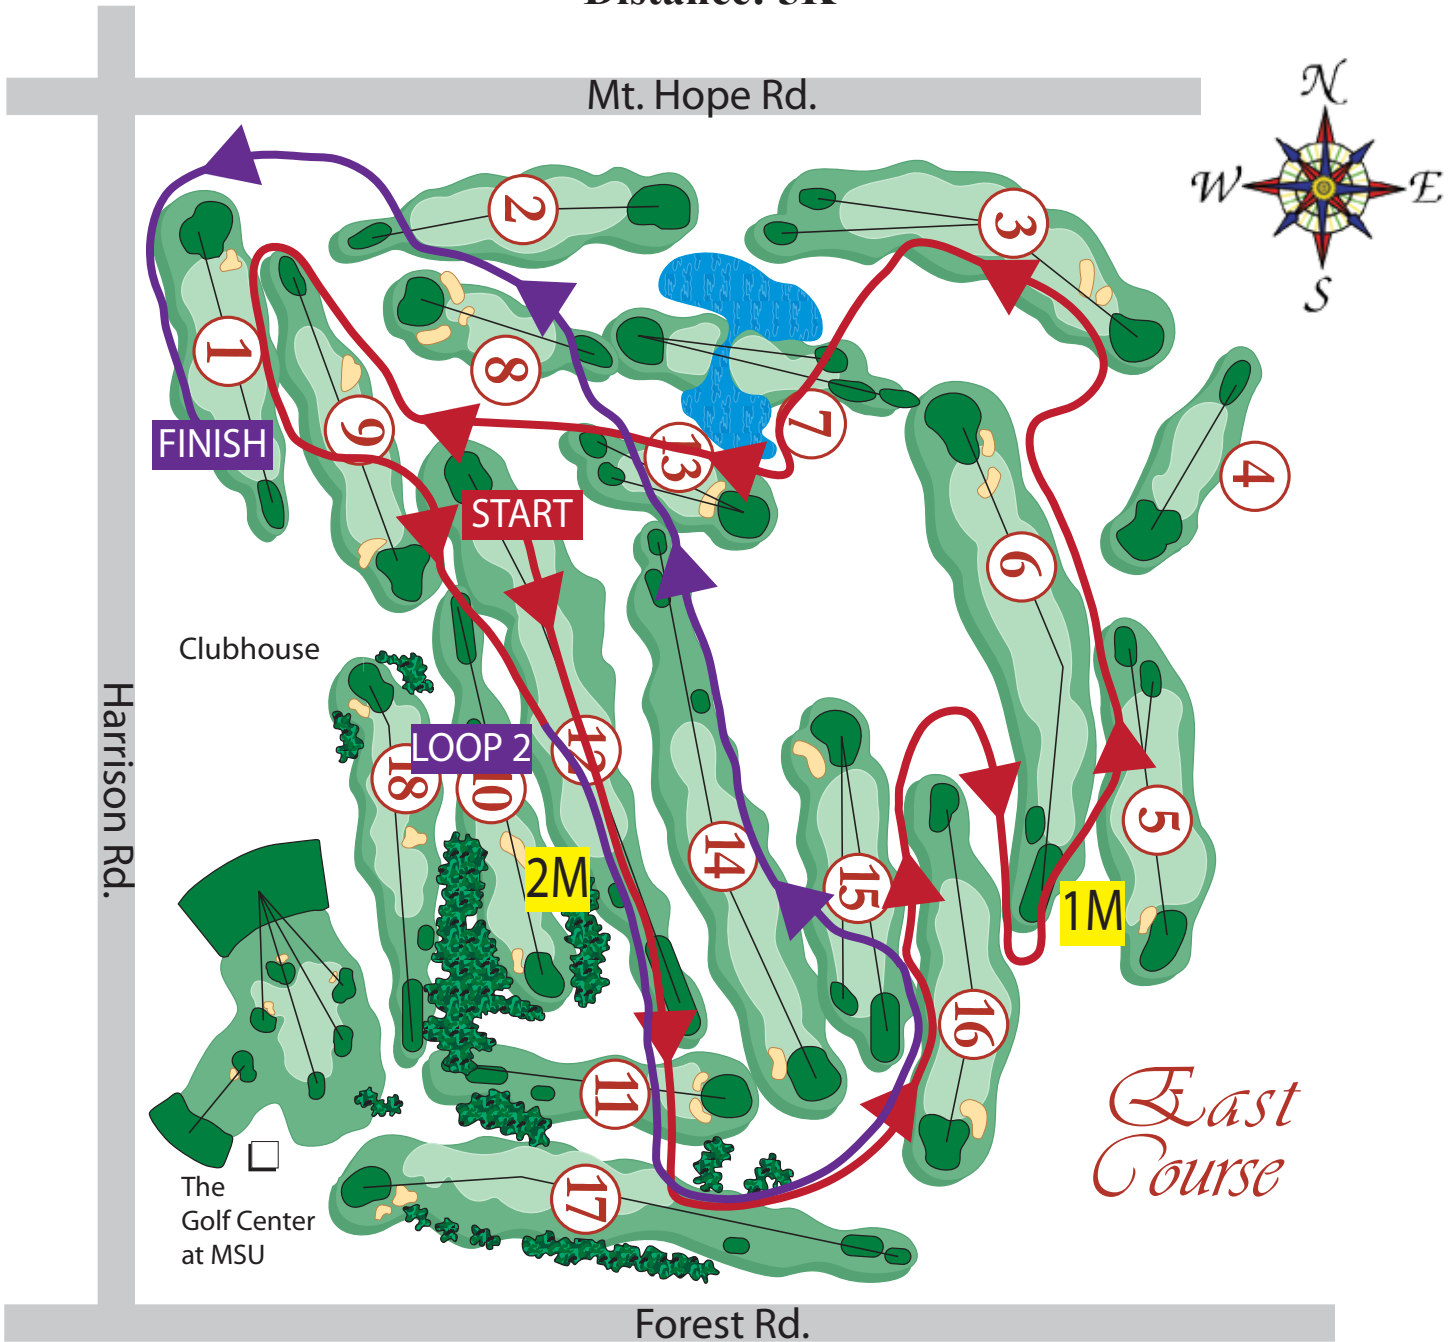 Distance: 5K
Mt. Hope Rd.
N
W
E
S
2
3
1
8
9
FINISH
7
13
4
START
6
Clubhouse
Harrison Rd.
LOOP 2
12
18
10
5
14
2M
15
1M
16
11
East
Course
17
The
Golf Center
at MSU
Forest Rd.